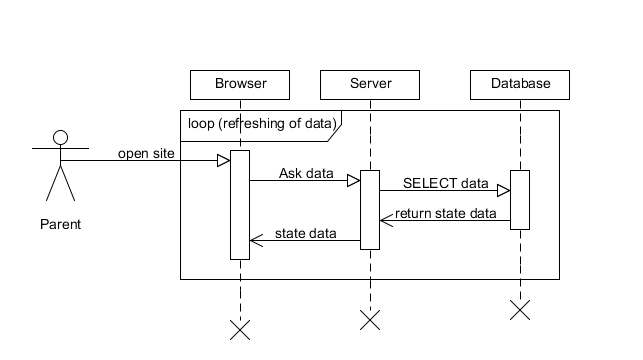 Browser
Server
Database
loop (refreshing of data)
open site
Ask data
SELECT data
return state data
state data
Parent